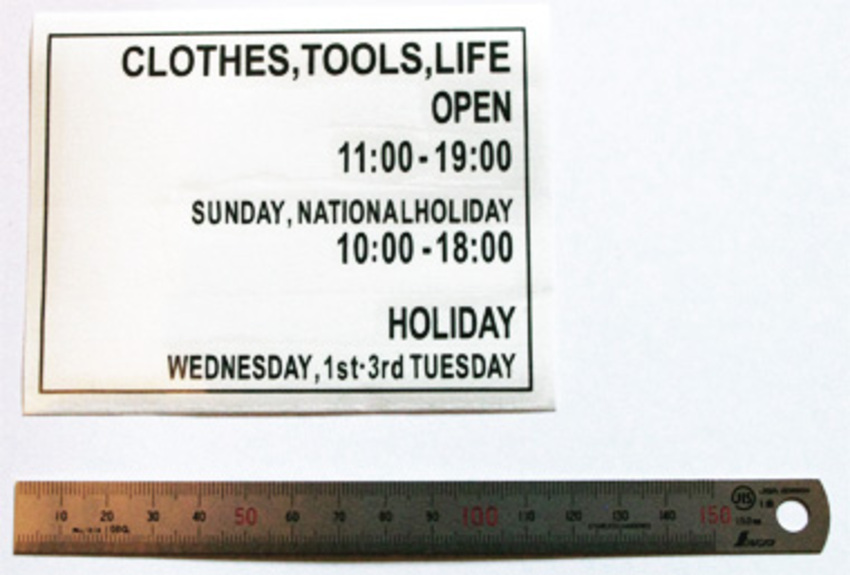 CLOTHES,TOOLS,LIFE
OPEN
11:00-19:00
SUNDAY, NATIONALHOLIDAY
10:00-18:00
HOLIDAY
WEDNESDAY, 1st·3rd TUESDAY
10 20 30 40 50 60 70 80 90 100 110 120 130 140 150
JIS